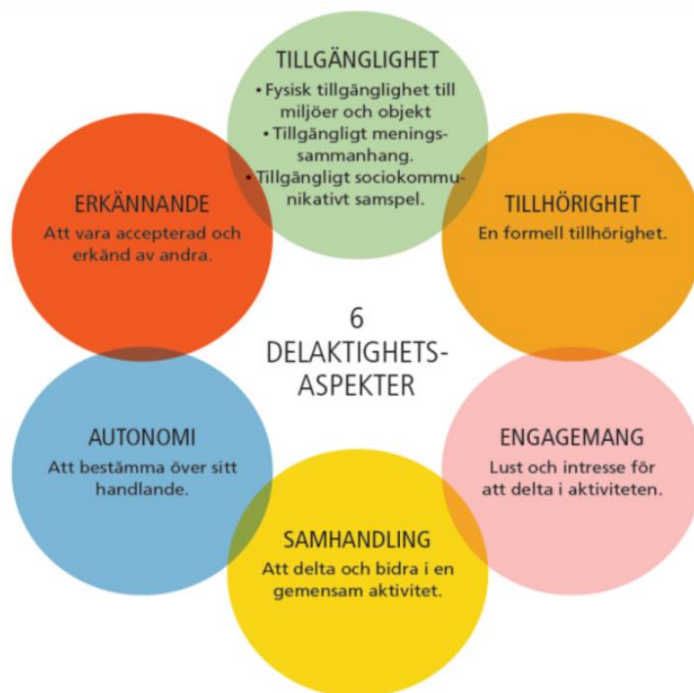 TILLGÄNGLIGHET
• Fysisk tillgänglighet till
miljöer och objekt
• Tillgängligt menings-
sammanhang.
• Tillgängligt sociokommu-
nikativt samspel.
TILLHÖRIGHET
En formell tillhörighet.
ENGAGEMANG
Lust och intresse för
att delta i aktiviteten.
SAMHANDLING
Att delta och bidra i en
gemensam aktivitet.
AUTONOMI
Att bestämma över sitt
handlande.
ERKÄNNANDE
Att vara accepterad och
erkänd av andra.
6
DELAKTIGHETS-
ASPEKTER